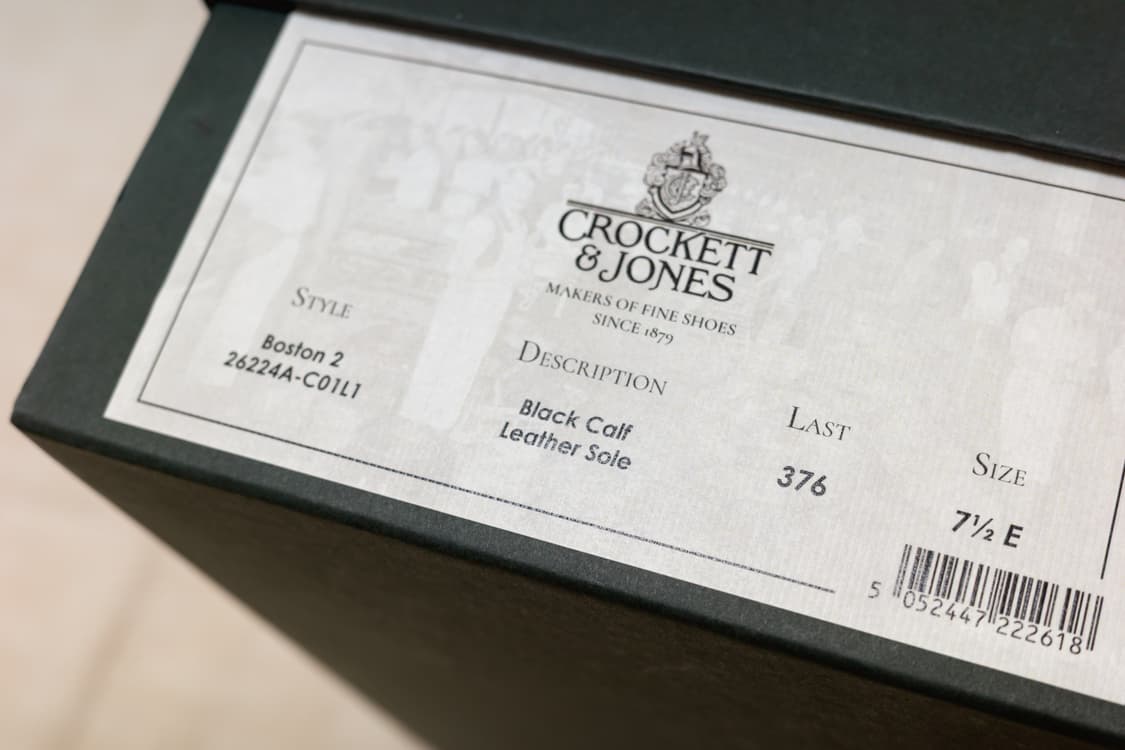 CROCKETT
& JONES
MAKERS OF FINE SHOES
SINCE 1879
STYLE
Boston 2
26224A-C01L1
DESCRIPTION
Black Calf
Leather Sole
LAST
376
SIZE
7½ E
5 052447 222618